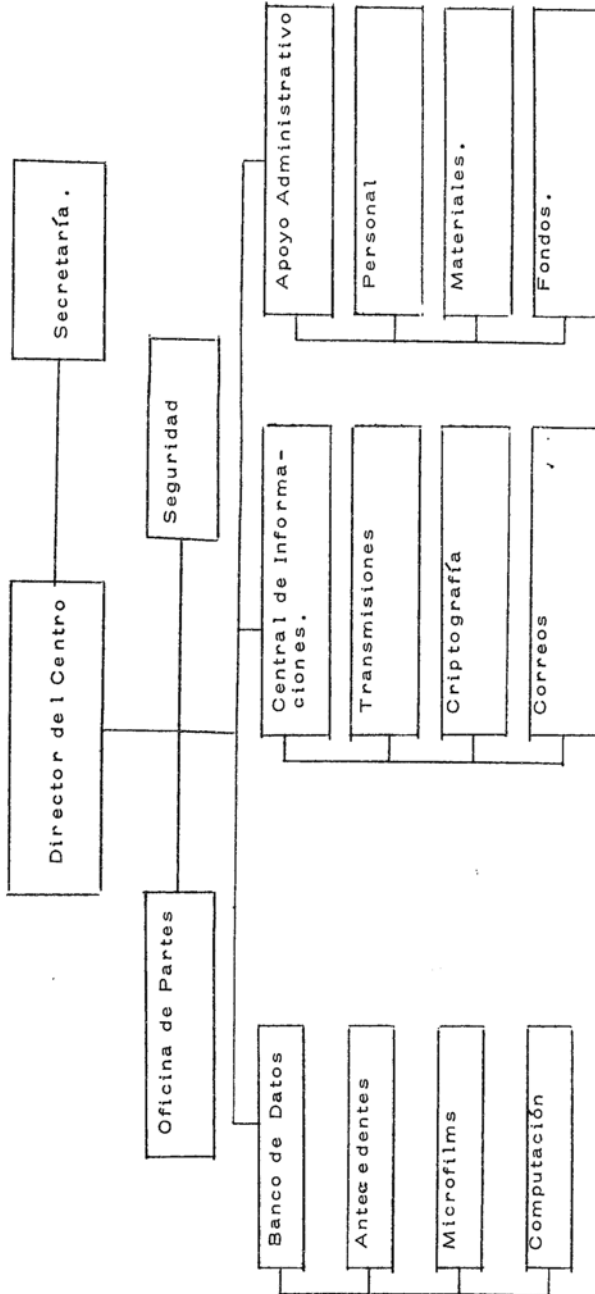 Director del Centro
Secretaría.
Oficina de Partes
Seguridad
Banco de Datos
Antecedentes
Microfilms
Computación
Central de Informa-
ciones.
Transmisiones
Criptografía
Correos
Apoyo Administrativo
Personal
Materiales.
Fondos.